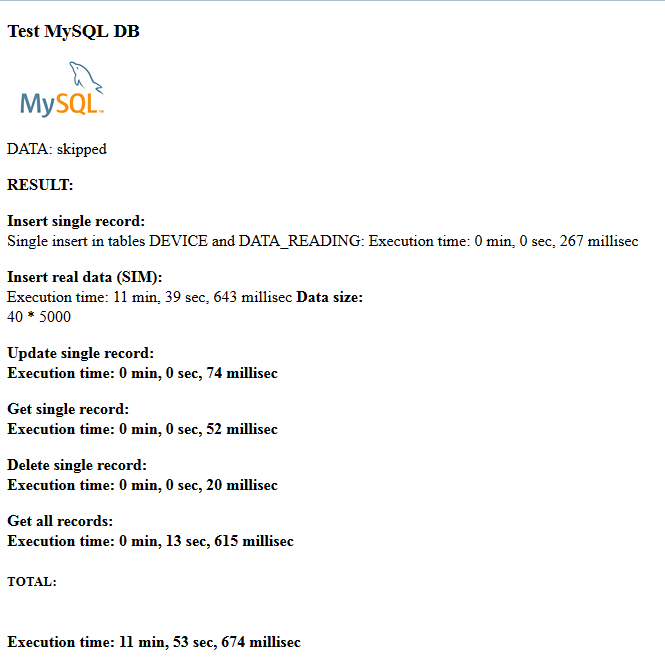 Test MySQL DB
MySQL™
DATA: skipped
RESULT:
Insert single record:
Single insert in tables DEVICE and DATA_READING: Execution time: 0 min, 0 sec, 267 millisec
Insert real data (SIM):
Execution time: 11 min, 39 sec, 643 millisec Data size:
40 * 5000
Update single record:
Execution time: 0 min, 0 sec, 74 millisec
Get single record:
Execution time: 0 min, 0 sec, 52 millisec
Delete single record:
Execution time: 0 min, 0 sec, 20 millisec
Get all records:
Execution time: 0 min, 13 sec, 615 millisec
TOTAL:
Execution time: 11 min, 53 sec, 674 millisec